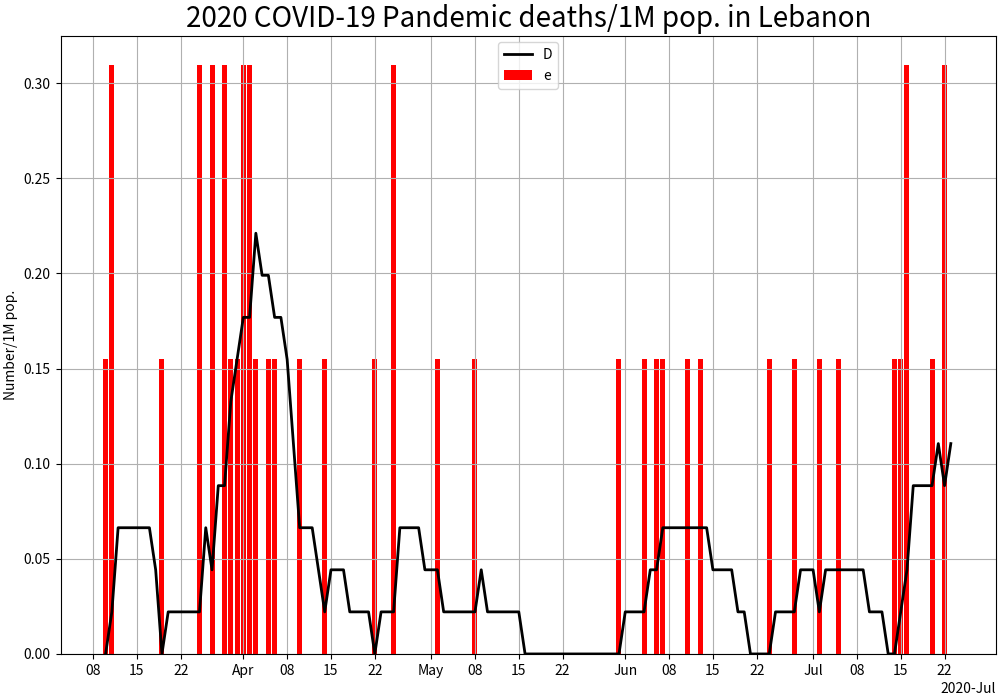 2020 COVID-19 Pandemic deaths/1M pop. in Lebanon
D
e
Number/1M pop.
0.30
0.25
0.20
0.15
0.10
0.05
0.00
08 15 22 Apr 08 15 22 May 08 15 22 Jun 08 15 22 Jul 08 15 22
2020-Jul